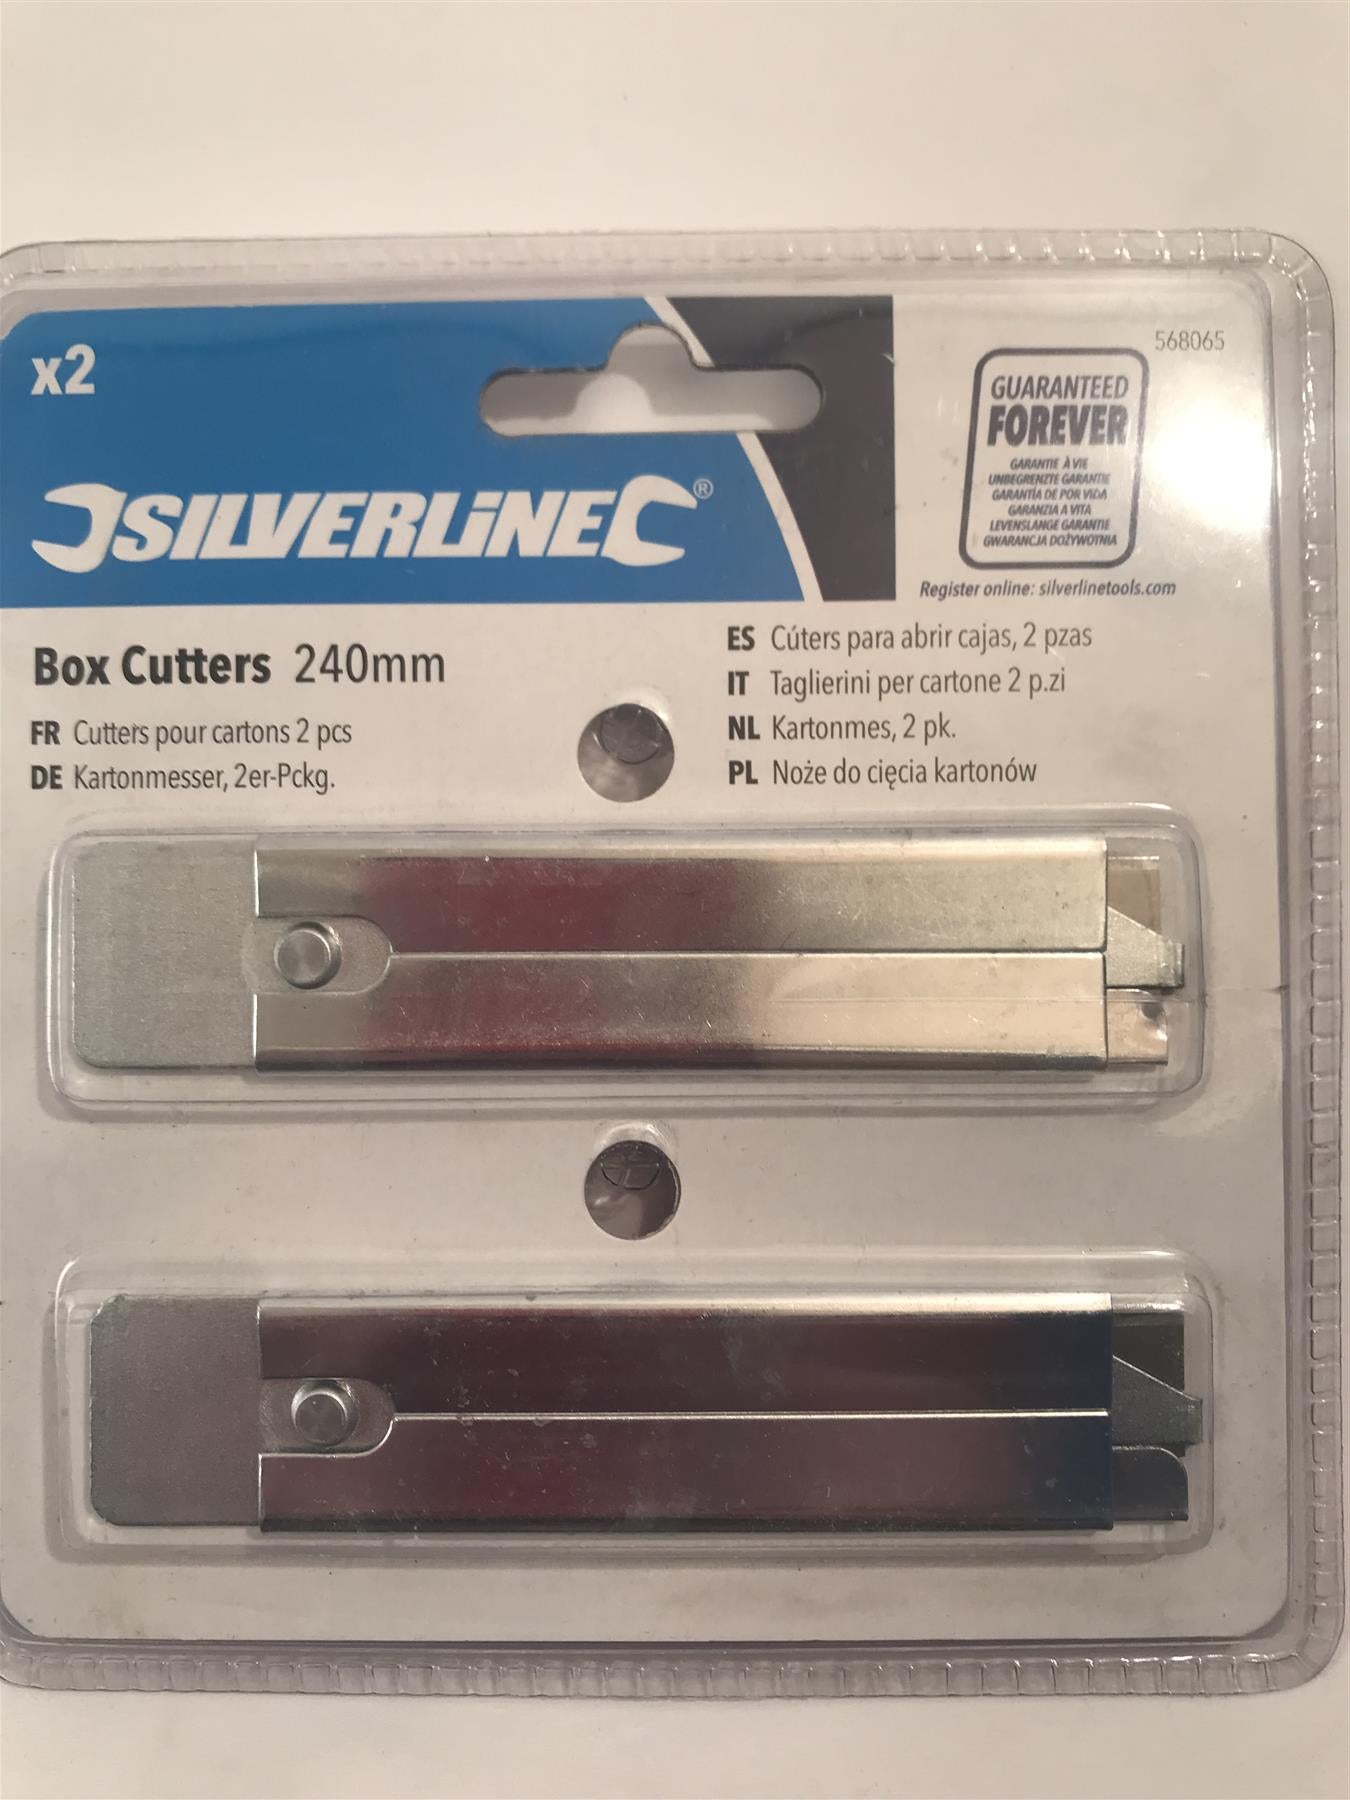 x2
SILVERLINE®
568065
GUARANTEED
FOREVER
GARANTIE À VIE
UNBEGRENZTE GARANTIE
GARANTÍA DE POR VIDA
GARANZIA A VITA
LEVENSLANGE GARANTIE
GWARANCJA DOŻYWOTNIA
Register online: silverlinetools.com
Box Cutters 240mm
FR Cutters pour cartons 2 pcs
DE Kartonmesser, 2er-Pckg.
ES Cúters para abrir cajas, 2 pzas
IT Taglierini per cartone 2 p.zi
NL Kartonmes, 2 pk.
PL Noże do cięcia kartonów